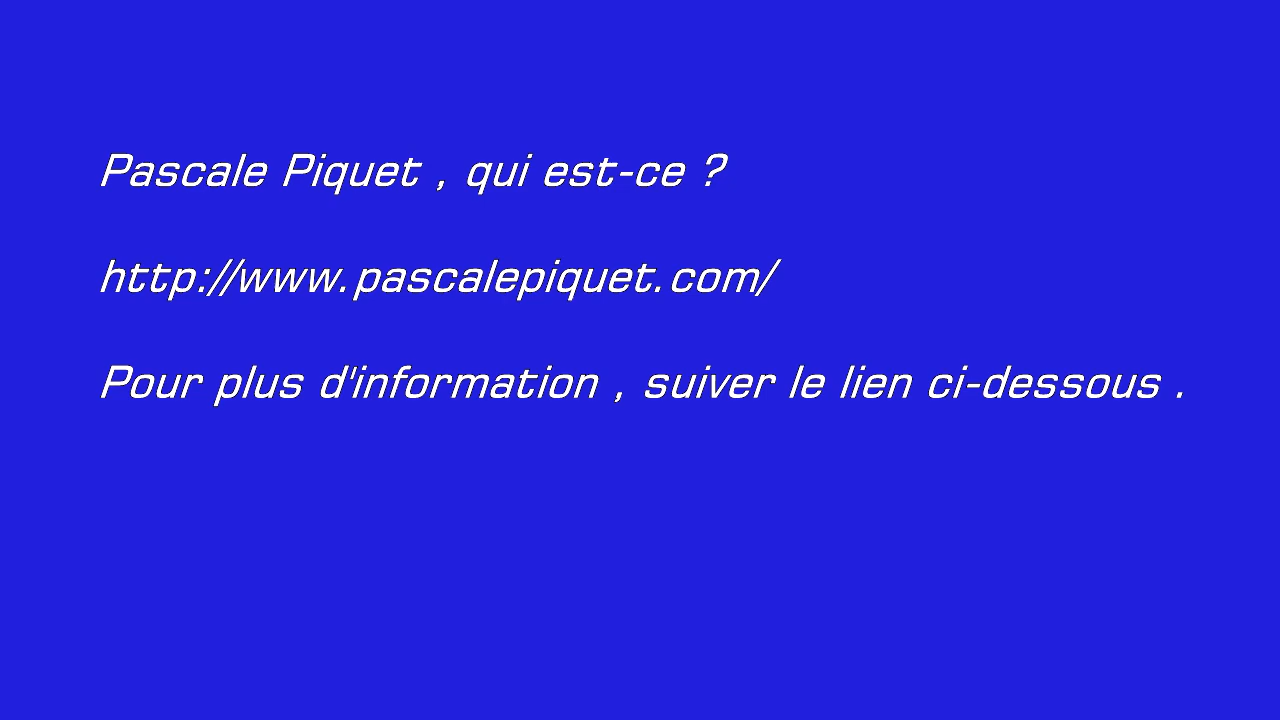 Pascale Piquet , qui est-ce ?
http://www.pascalepiquet.com/
Pour plus d'information , suiver le lien ci-dessous .